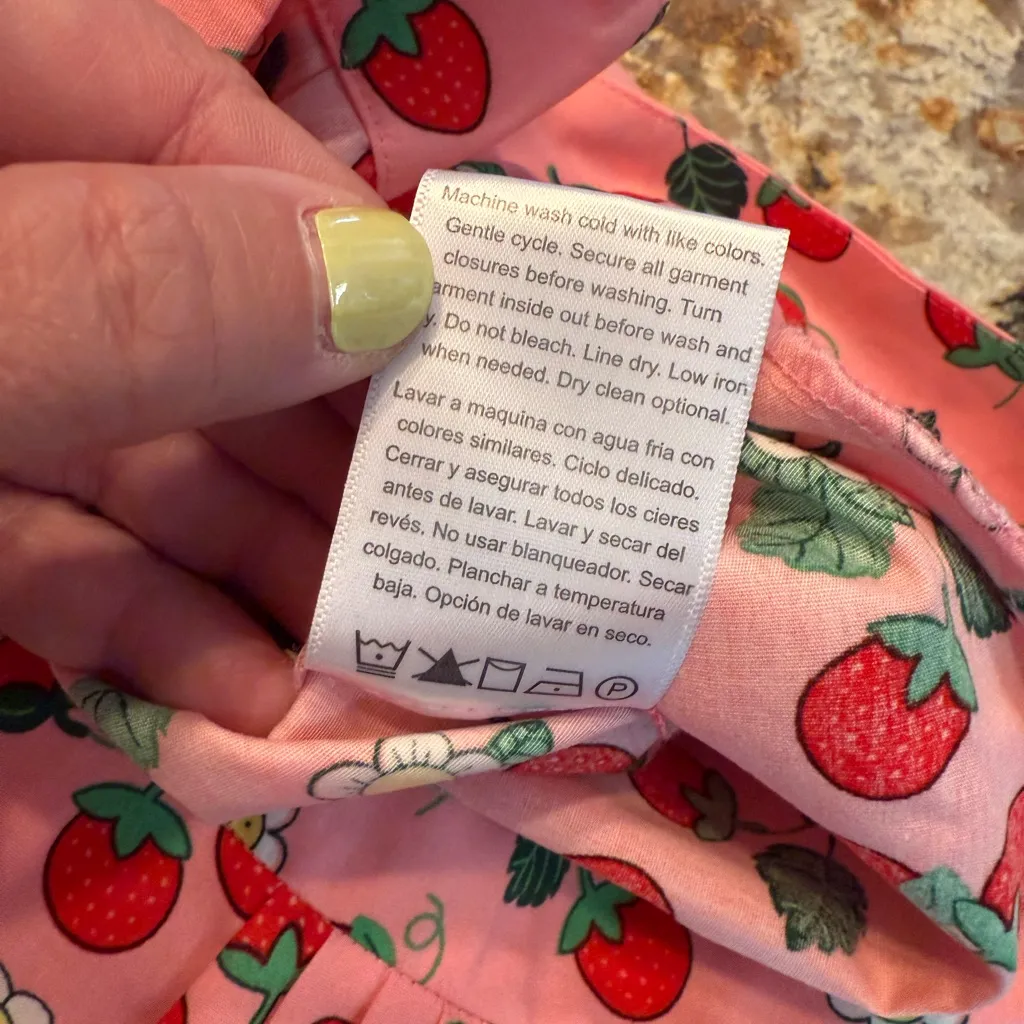 Machine wash cold with like colors.
Gentle cycle. Secure all garment
closures before washing. Turn
arment inside out before wash and
y. Do not bleach. Line dry. Low iron
when needed. Dry clean optional.
Lavar a maquina con agua fria con
colores similares. Ciclo delicado.
Cerrar y asegurar todos los cieres
antes de lavar. Lavar y secar del
revés. No usar blanqueador. Secar
colgado. Planchar a temperatura
baja. Opción de lavar en seco.
P